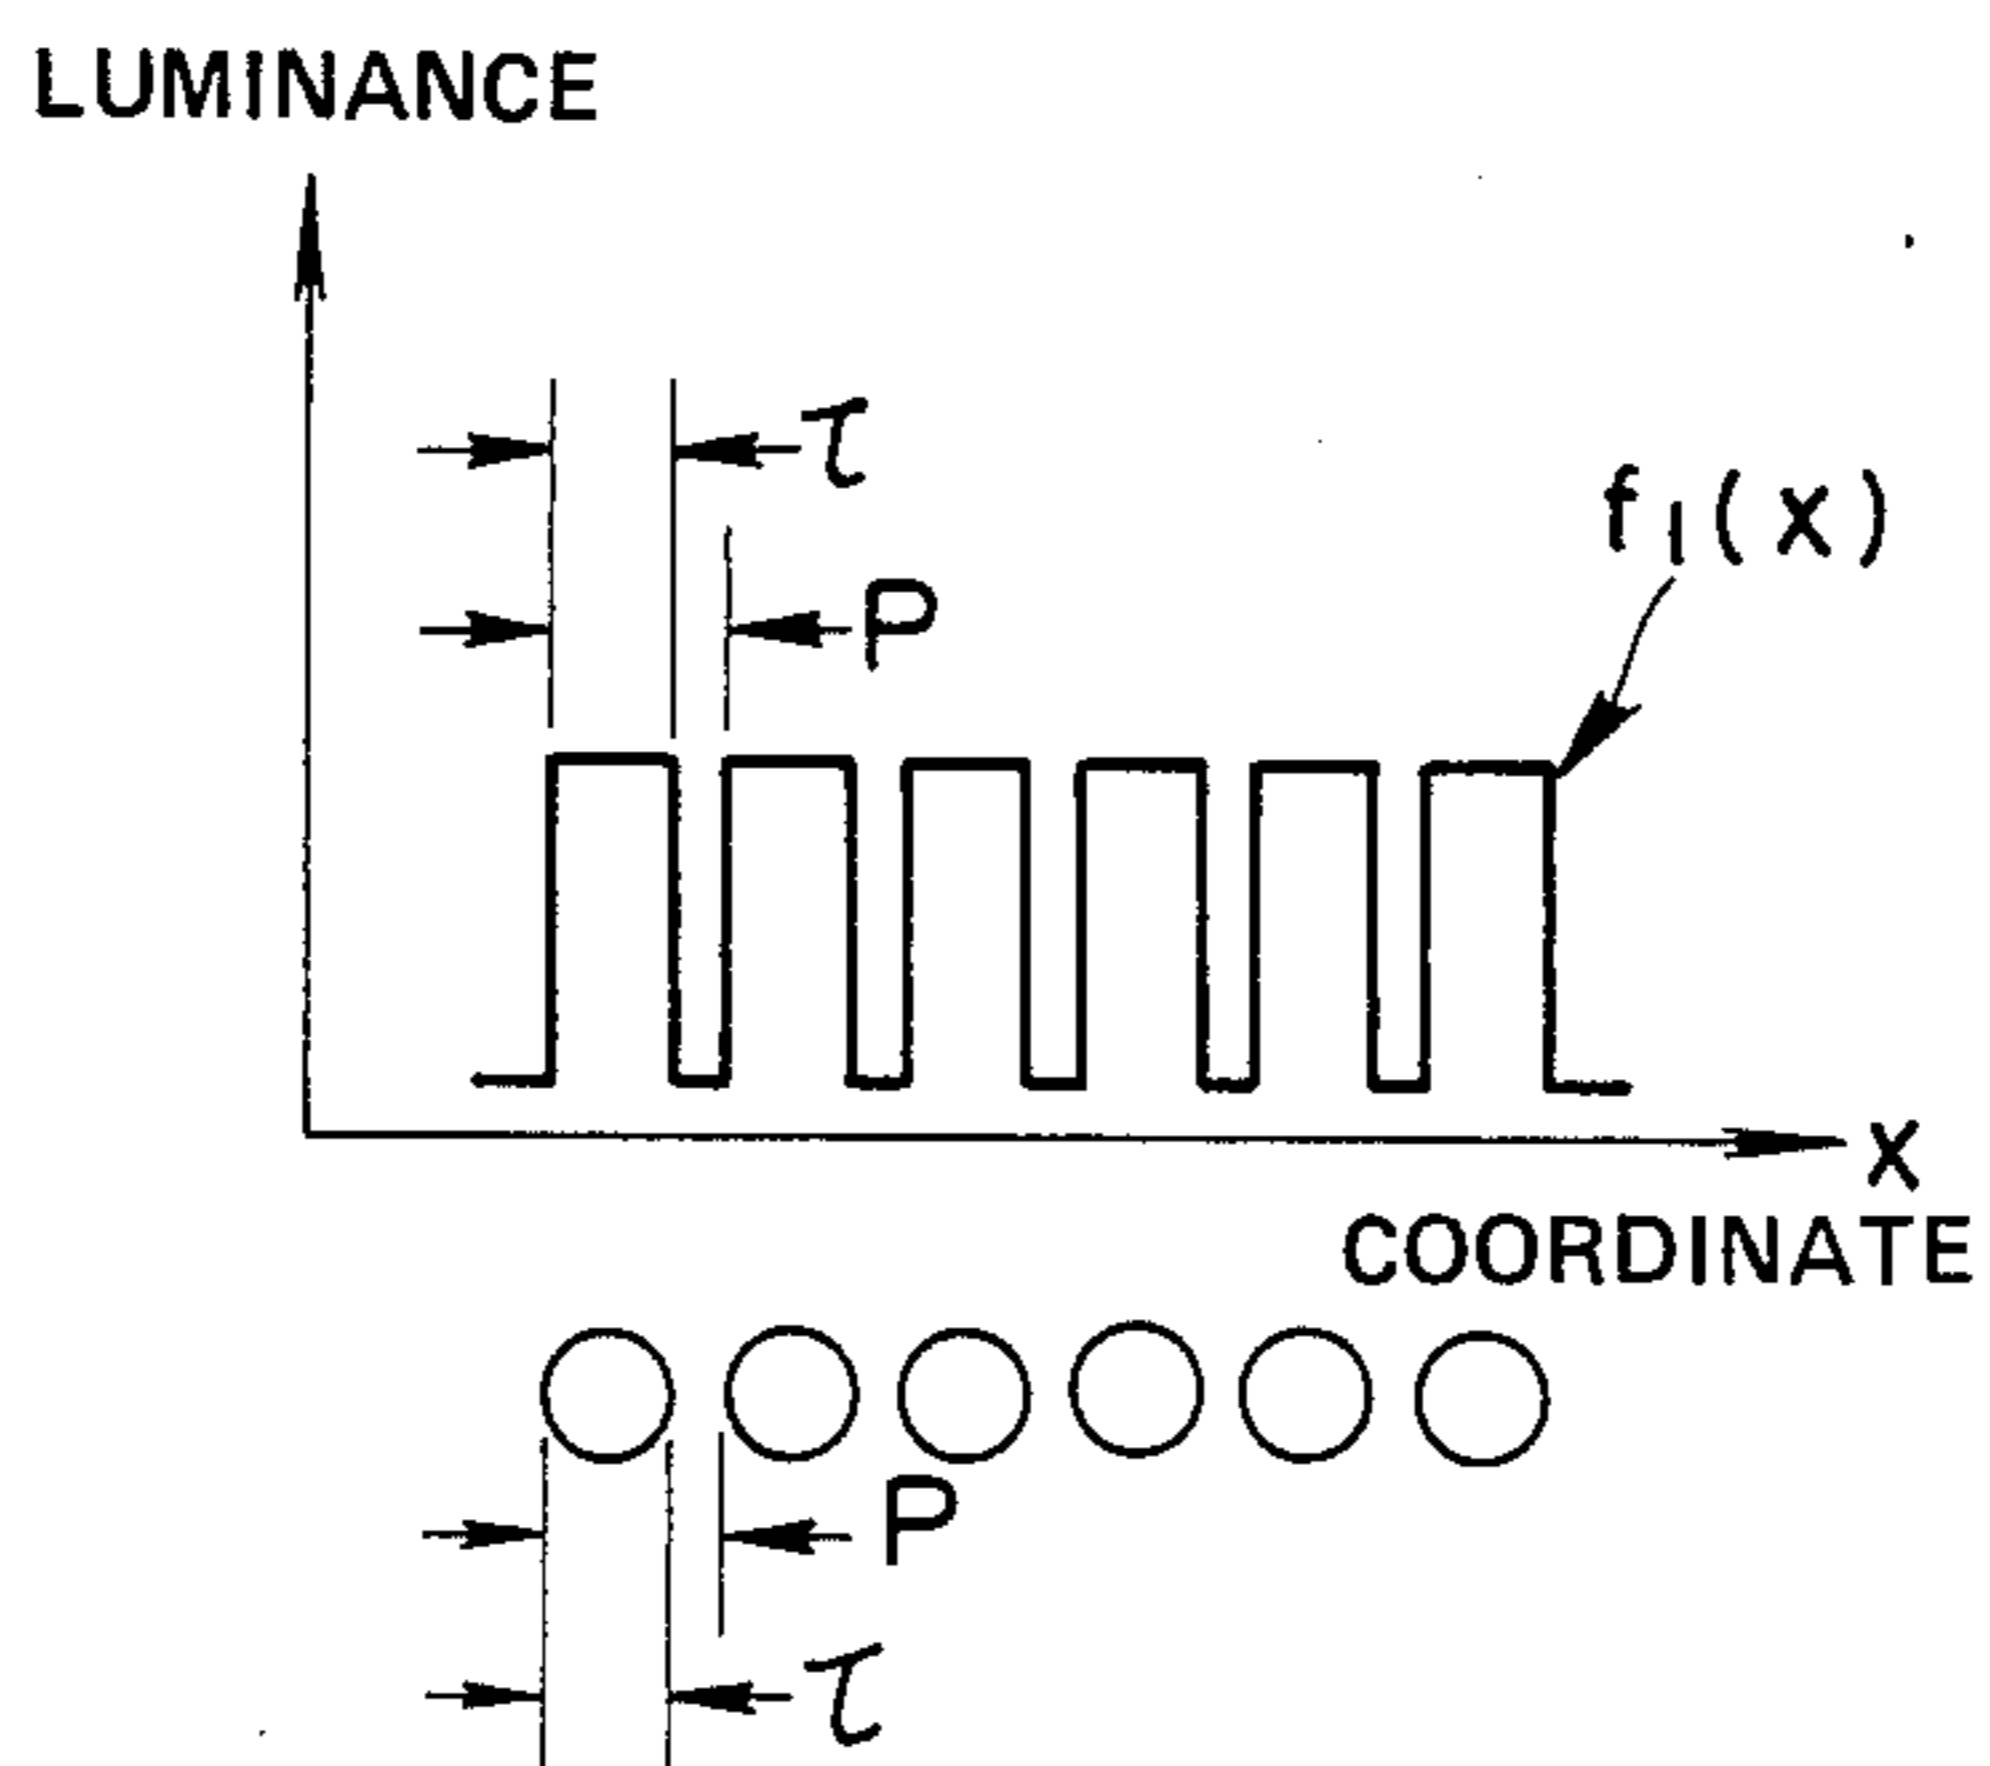 LUMINANCE
τ
P
f1(x)
x
COORDINATE
P
τ